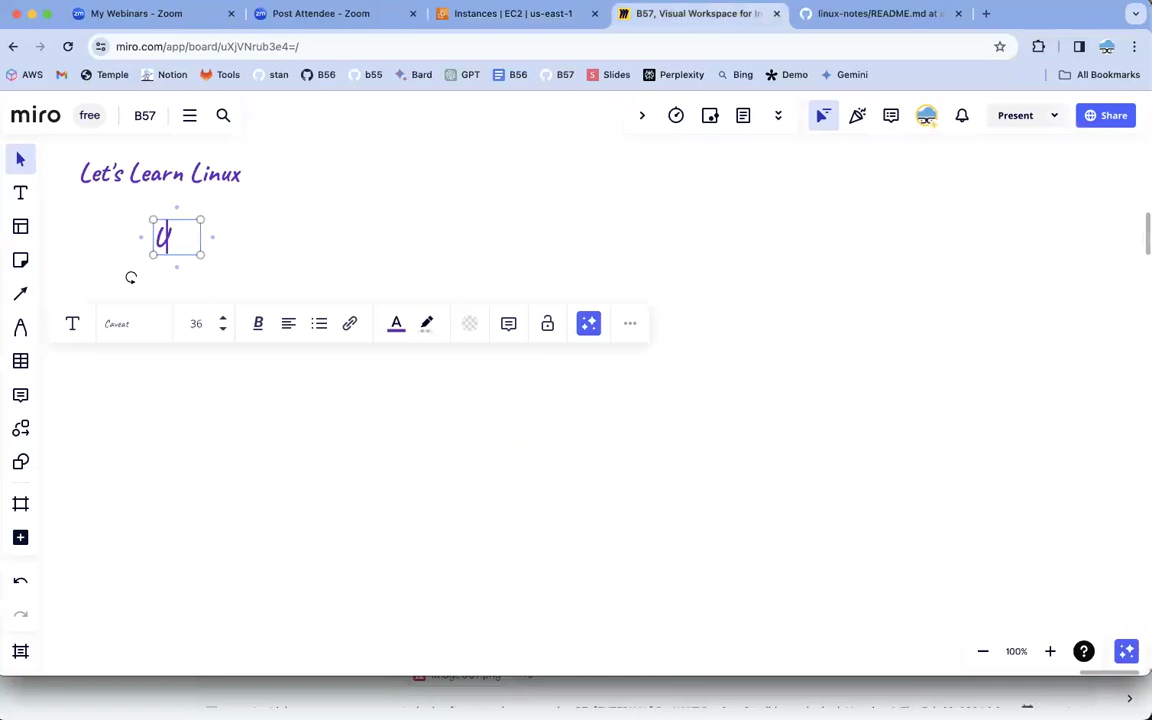 My Webinars - Zoom
Post Attendee - Zoom
Instances | EC2 | us-east-1
B57, Visual Workspace for In
linux-notes/README.md at
miro.com/app/board/uXjVNrub3e4=/
AWS
Temple
Notion
Tools
stan
B56
b55
Bard
GPT
B56
B57
Slides
Perplexity
Bing
Demo
Gemini
All Bookmarks
miro
free
B57
Present
Share
Let's Learn Linux
U
Caveat
36
B
A
100%